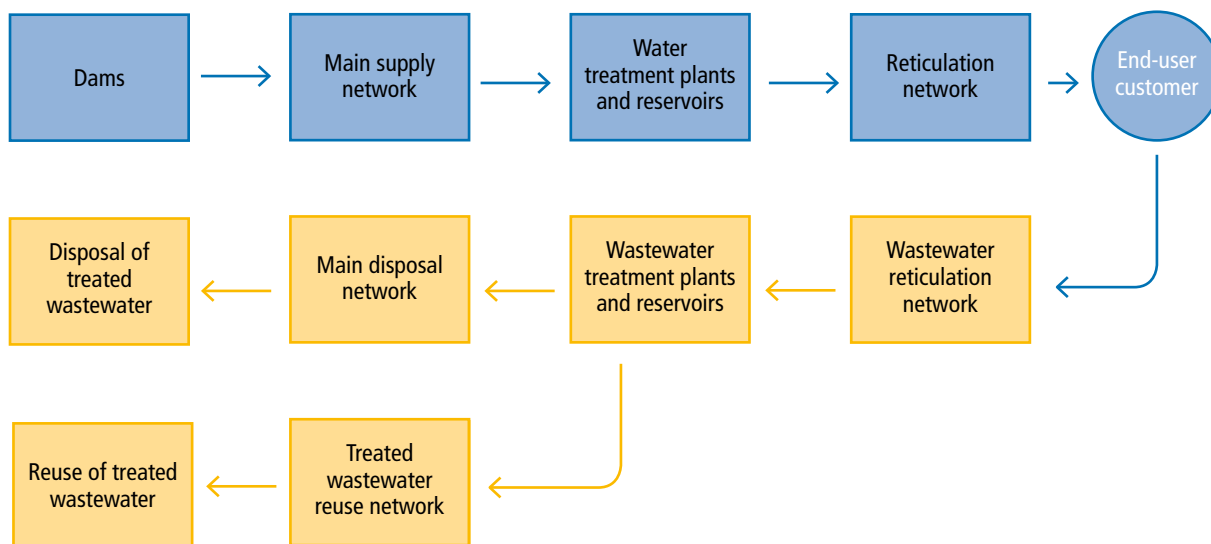 Dams
Main supply
network
Water
treatment plants
and reservoirs
Reticulation
network
End-user
customer
Disposal of
treated
wastewater
Main disposal
network
Wastewater
treatment plants
and reservoirs
Wastewater
reticulation
network
Reuse of treated
wastewater
Treated
wastewater
reuse network